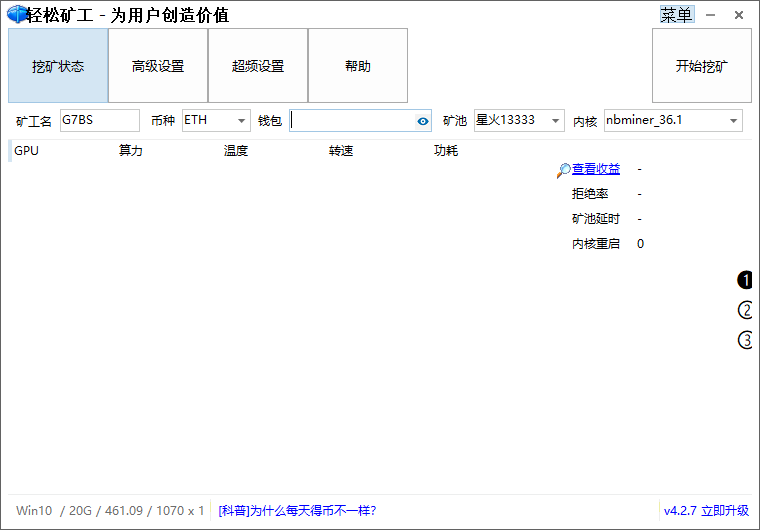 轻松矿工 - 为用户创造价值 菜单
挖矿状态 高级设置 超频设置 帮助 开始挖矿
矿工名 G7BS 币种 ETH 钱包 矿池 星火13333 内核 nbminer_36.1
GPU 算力 温度 转速 功耗
查看收益 -
拒绝率 -
矿池延时 -
内核重启 0
1
2
3
Win10 / 20G / 461.09 / 1070 x 1 [科普]为什么每天得币不一样? v4.2.7 立即升级